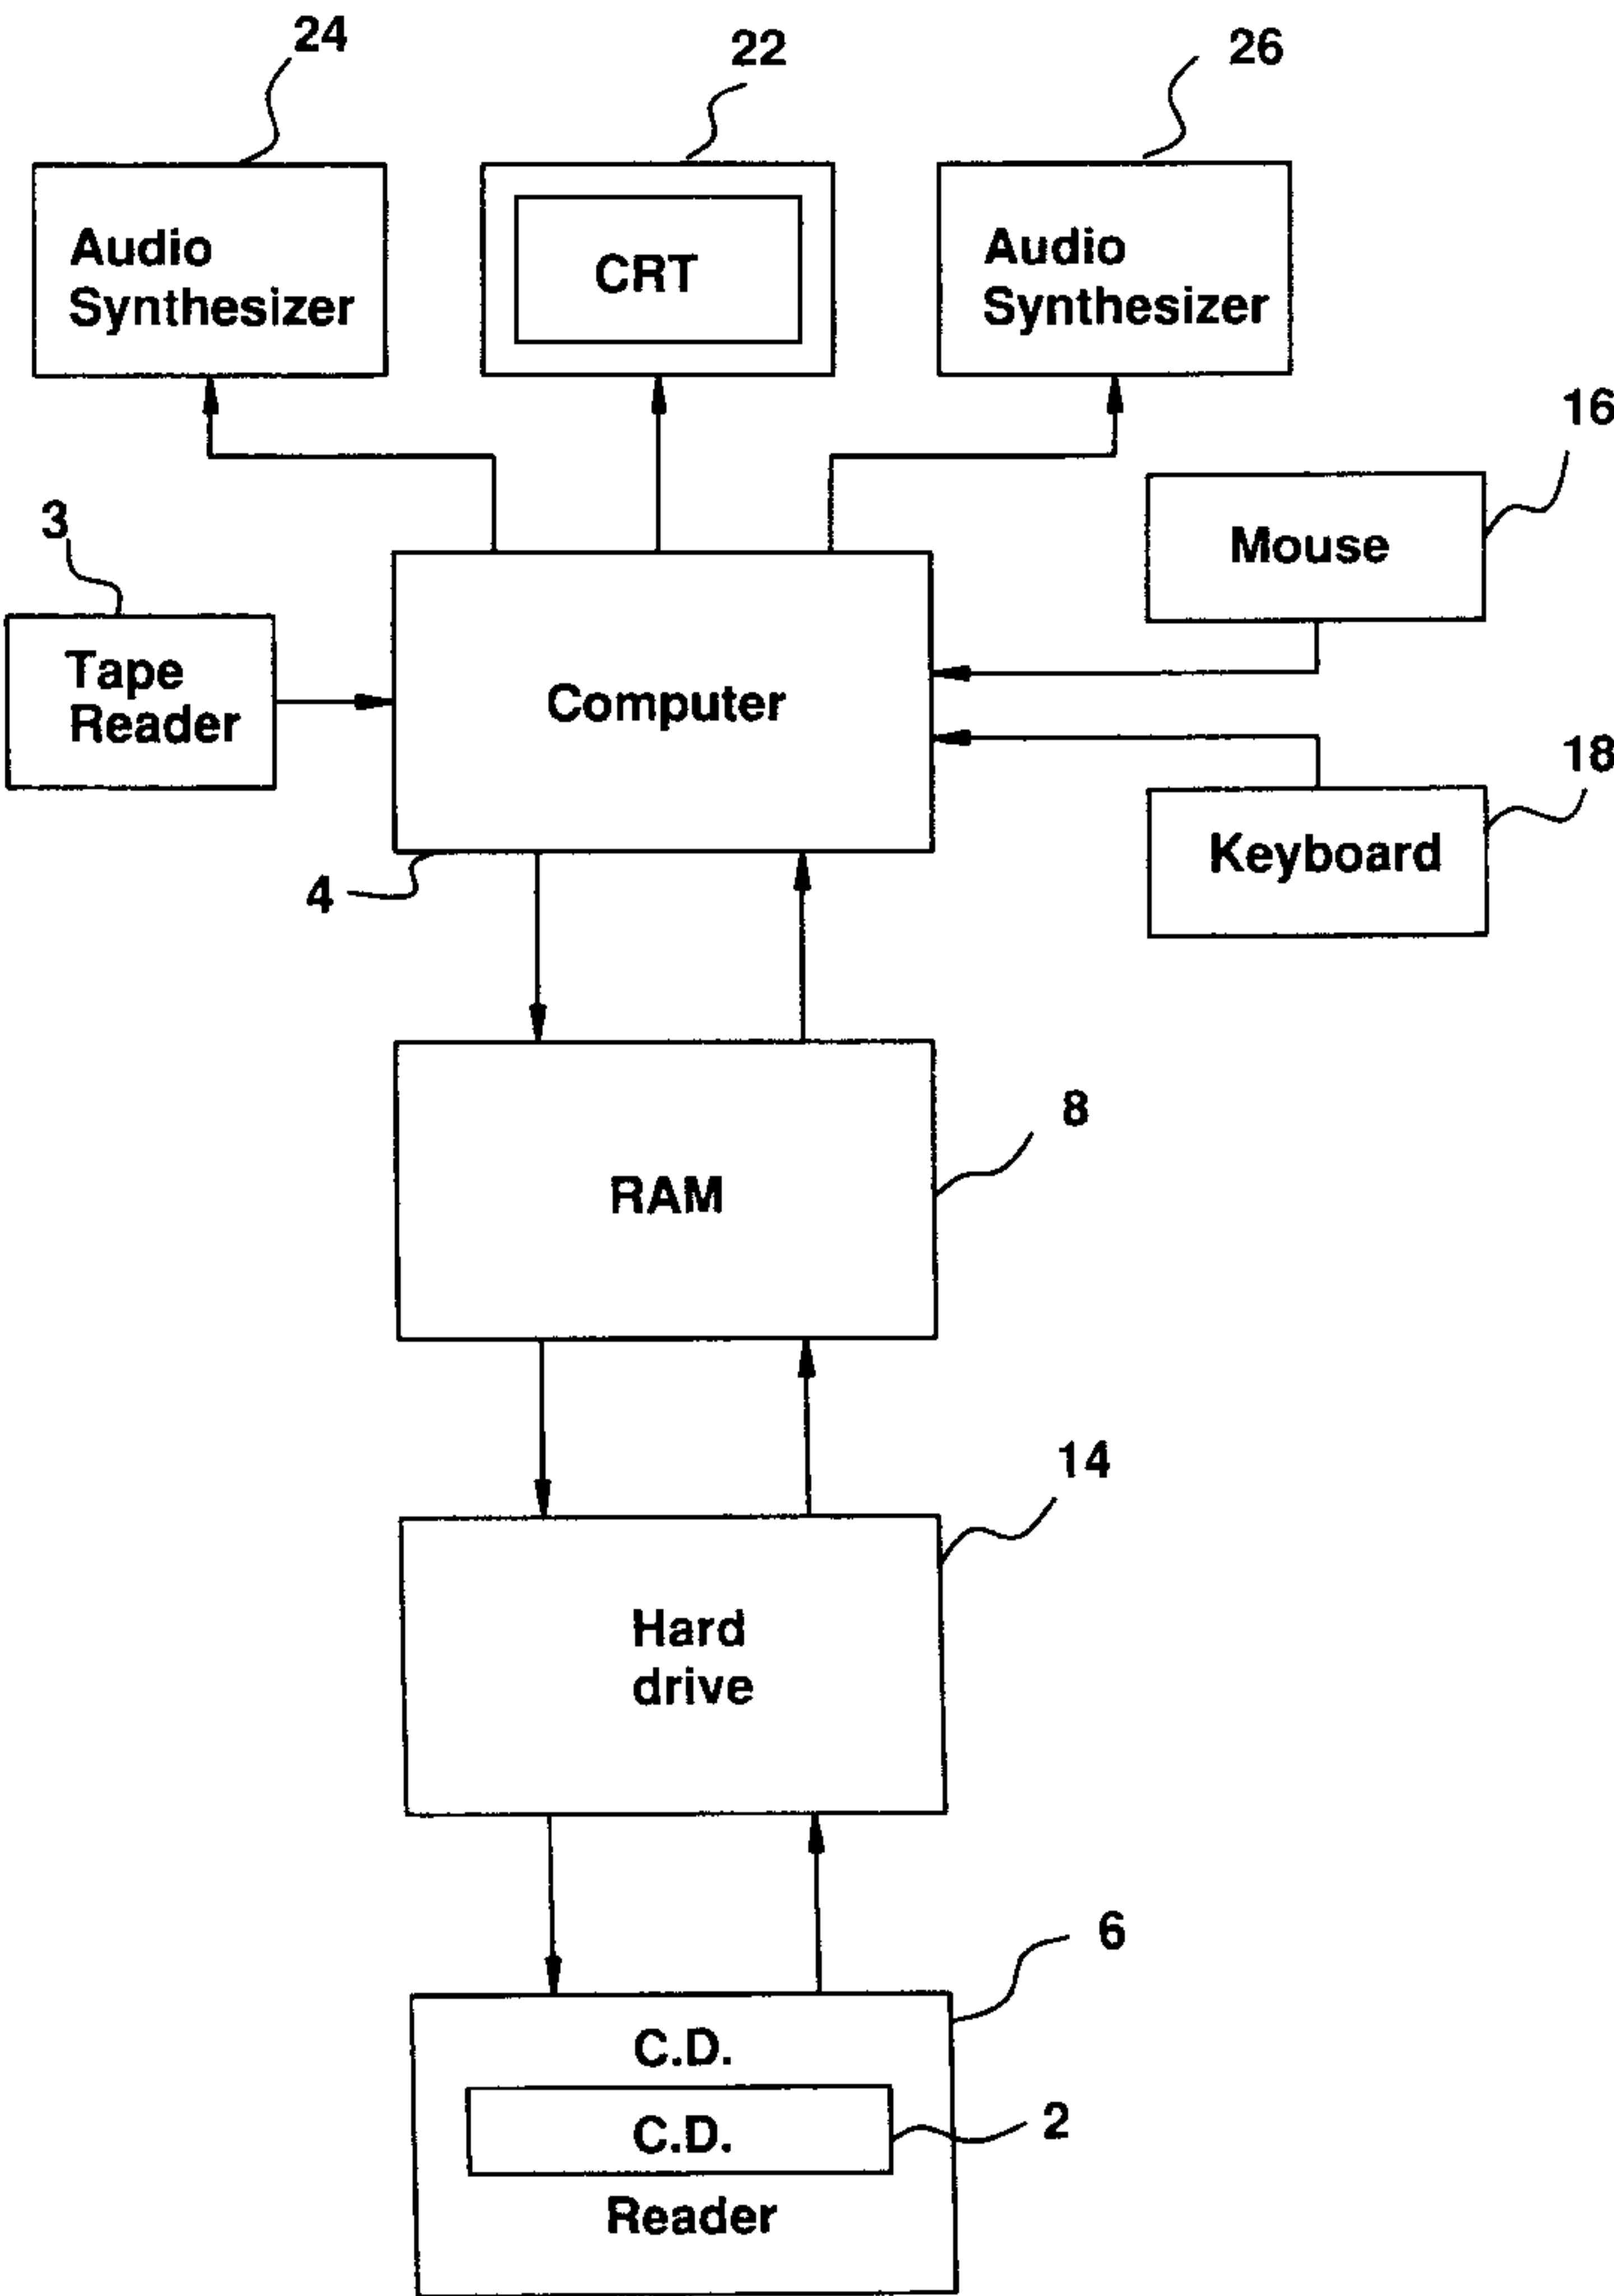 24
22
26
Audio
Synthesizer
CRT
Audio
Synthesizer
16
3
Mouse
Tape
Reader
Computer
18
Keyboard
4
8
RAM
14
Hard
drive
6
C.D.
C.D.
2
Reader